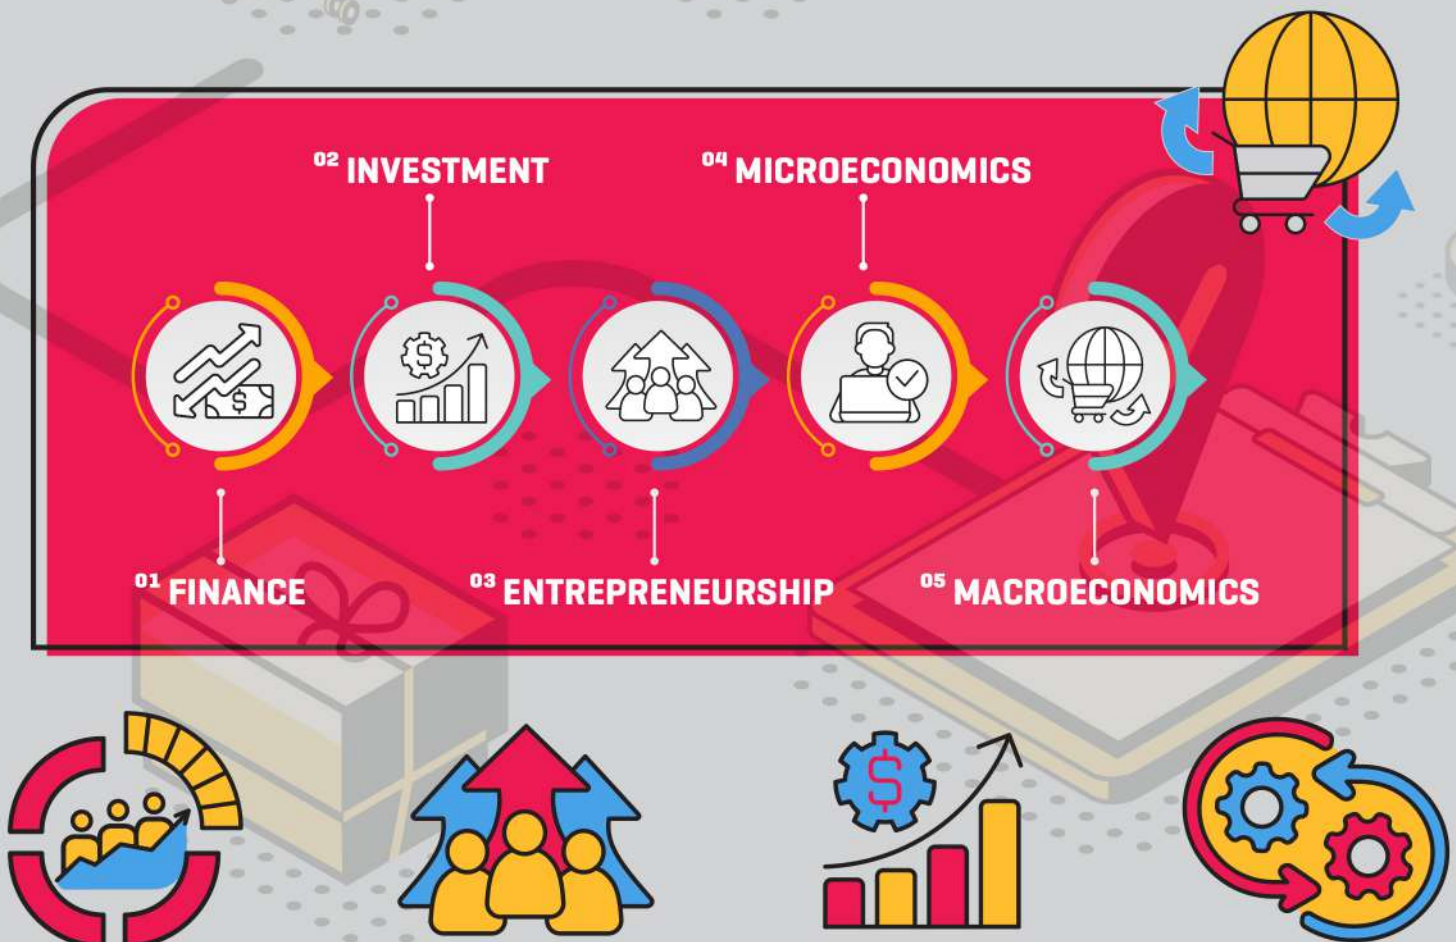 01 FINANCE
02 INVESTMENT
03 ENTREPRENEURSHIP
04 MICROECONOMICS
05 MACROECONOMICS
$
$
$